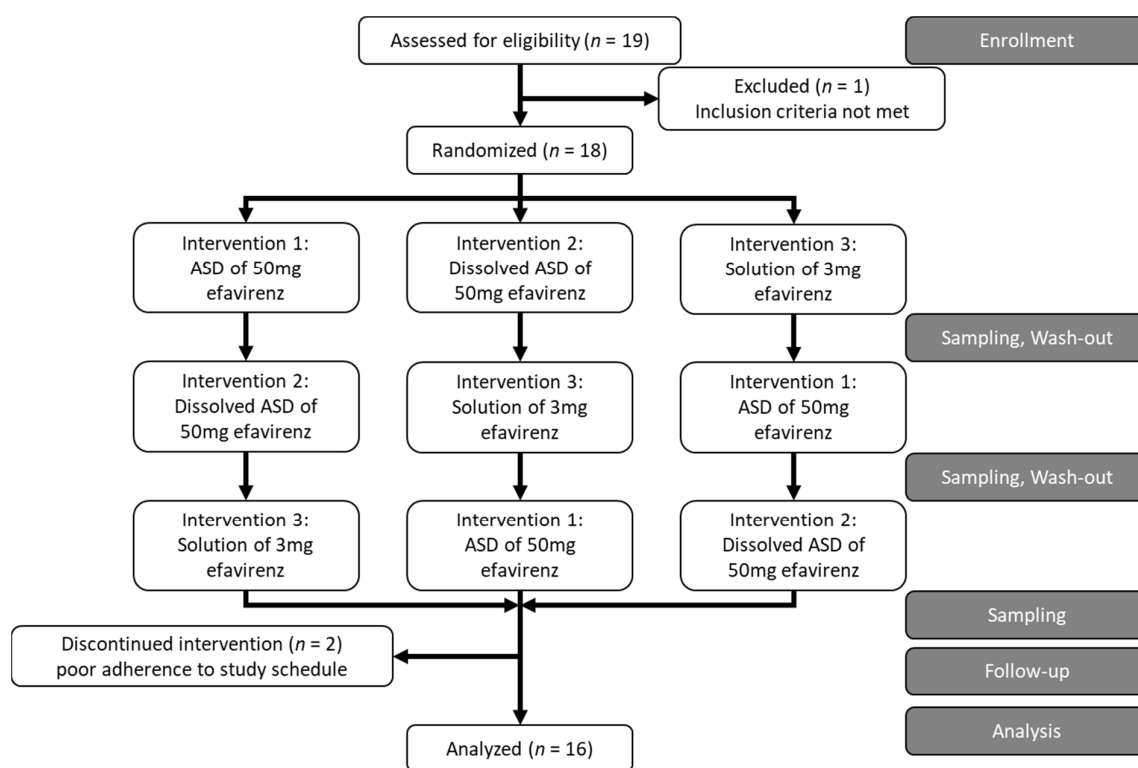 Assessed for eligibility (n = 19)
Enrollment
Excluded (n = 1)
Inclusion criteria not met
Randomized (n = 18)
Intervention 1:
ASD of 50mg
efavirenz
Intervention 2:
Dissolved ASD of
50mg efavirenz
Intervention 3:
Solution of 3mg
efavirenz
Sampling, Wash-out
Intervention 2:
Dissolved ASD of
50mg efavirenz
Intervention 3:
Solution of 3mg
efavirenz
Intervention 1:
ASD of 50mg
efavirenz
Sampling, Wash-out
Intervention 3:
Solution of 3mg
efavirenz
Intervention 1:
ASD of 50mg
efavirenz
Intervention 2:
Dissolved ASD of
50mg efavirenz
Sampling
Discontinued intervention (n = 2)
poor adherence to study schedule
Follow-up
Analyzed (n = 16)
Analysis